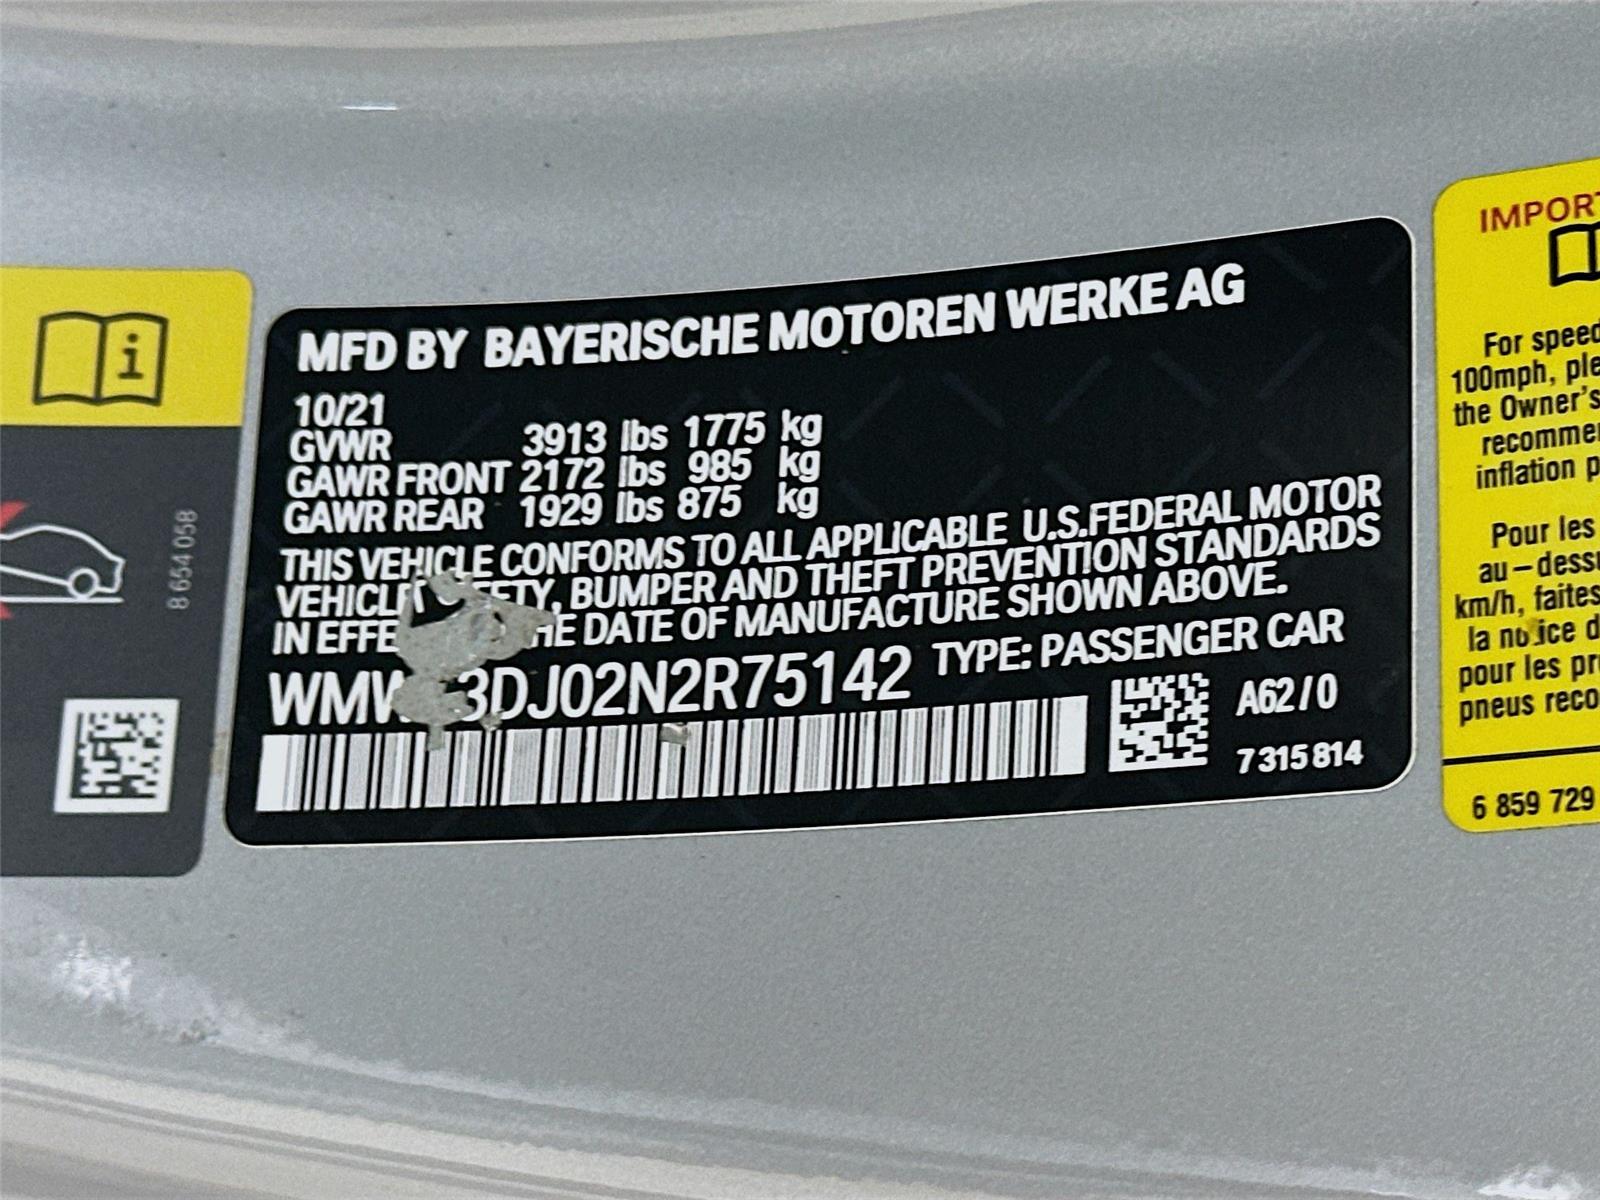 MFD BY BAYERISCHE MOTOREN WERKE AG
10/21
GVWR 3913 lbs 1775 kg
GAWR FRONT 2172 lbs 985 kg
GAWR REAR 1929 lbs 875 kg
THIS VEHICLE CONFORMS TO ALL APPLICABLE U.S.FEDERAL MOTOR
BUMPER AND THEFT PREVENTION STANDARDS
IN DATE OF MANUFACTURE SHOWN ABOVE.
3DJ02N2R75142 TYPE: PASSENGER CAR
A62/0
7 315 814
i
8 654 058
IMPORT
For speed
100mph, ple
the Owner's
recomme
inflation p
Pour les
au-dessu
km/h, faites
la notice d
pour les pr
pneus reco
6 859 729